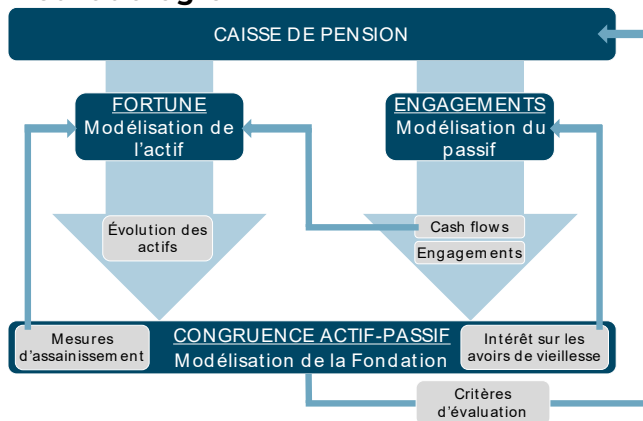 CAISSE DE PENSION
FORTUNE
Modélisation de
l'actif
ENGAGEMENTS
Modélisation du
passif
Évolution des
actifs
Cash flows
Engagements
Mesures
d'assainissement
CONGRUENCE ACTIF-PASSIF
Modélisation de la Fondation
Intérêt sur les
avoirs de vieillesse
Critères
d'évaluation